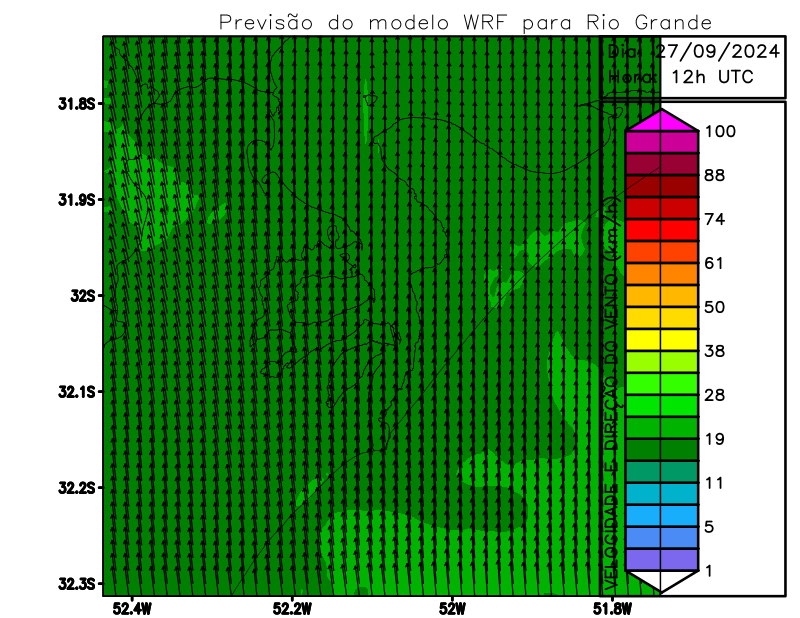 Previsão do modelo WRF para Rio Grande
Dia: 27/09/2024
Hora: 12h UTC
31.8S
31.9S
32S
32.1S
32.2S
32.3S
52.4W
52.2W
52W
51.8W
VELOCIDADE E DIREÇÃO DO VENTO (km/h)
100
88
74
61
50
38
28
19
11
5
1